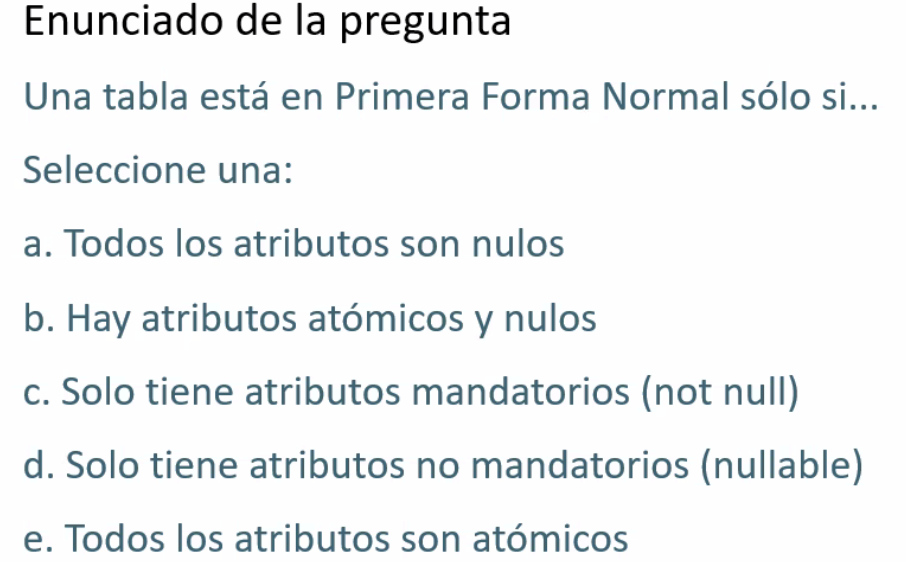 Enunciado de la pregunta
Una tabla está en Primera Forma Normal sólo si...
Seleccione una:
a. Todos los atributos son nulos
b. Hay atributos atómicos y nulos
c. Solo tiene atributos mandatorios (not null)
d. Solo tiene atributos no mandatorios (nullable)
e. Todos los atributos son atómicos